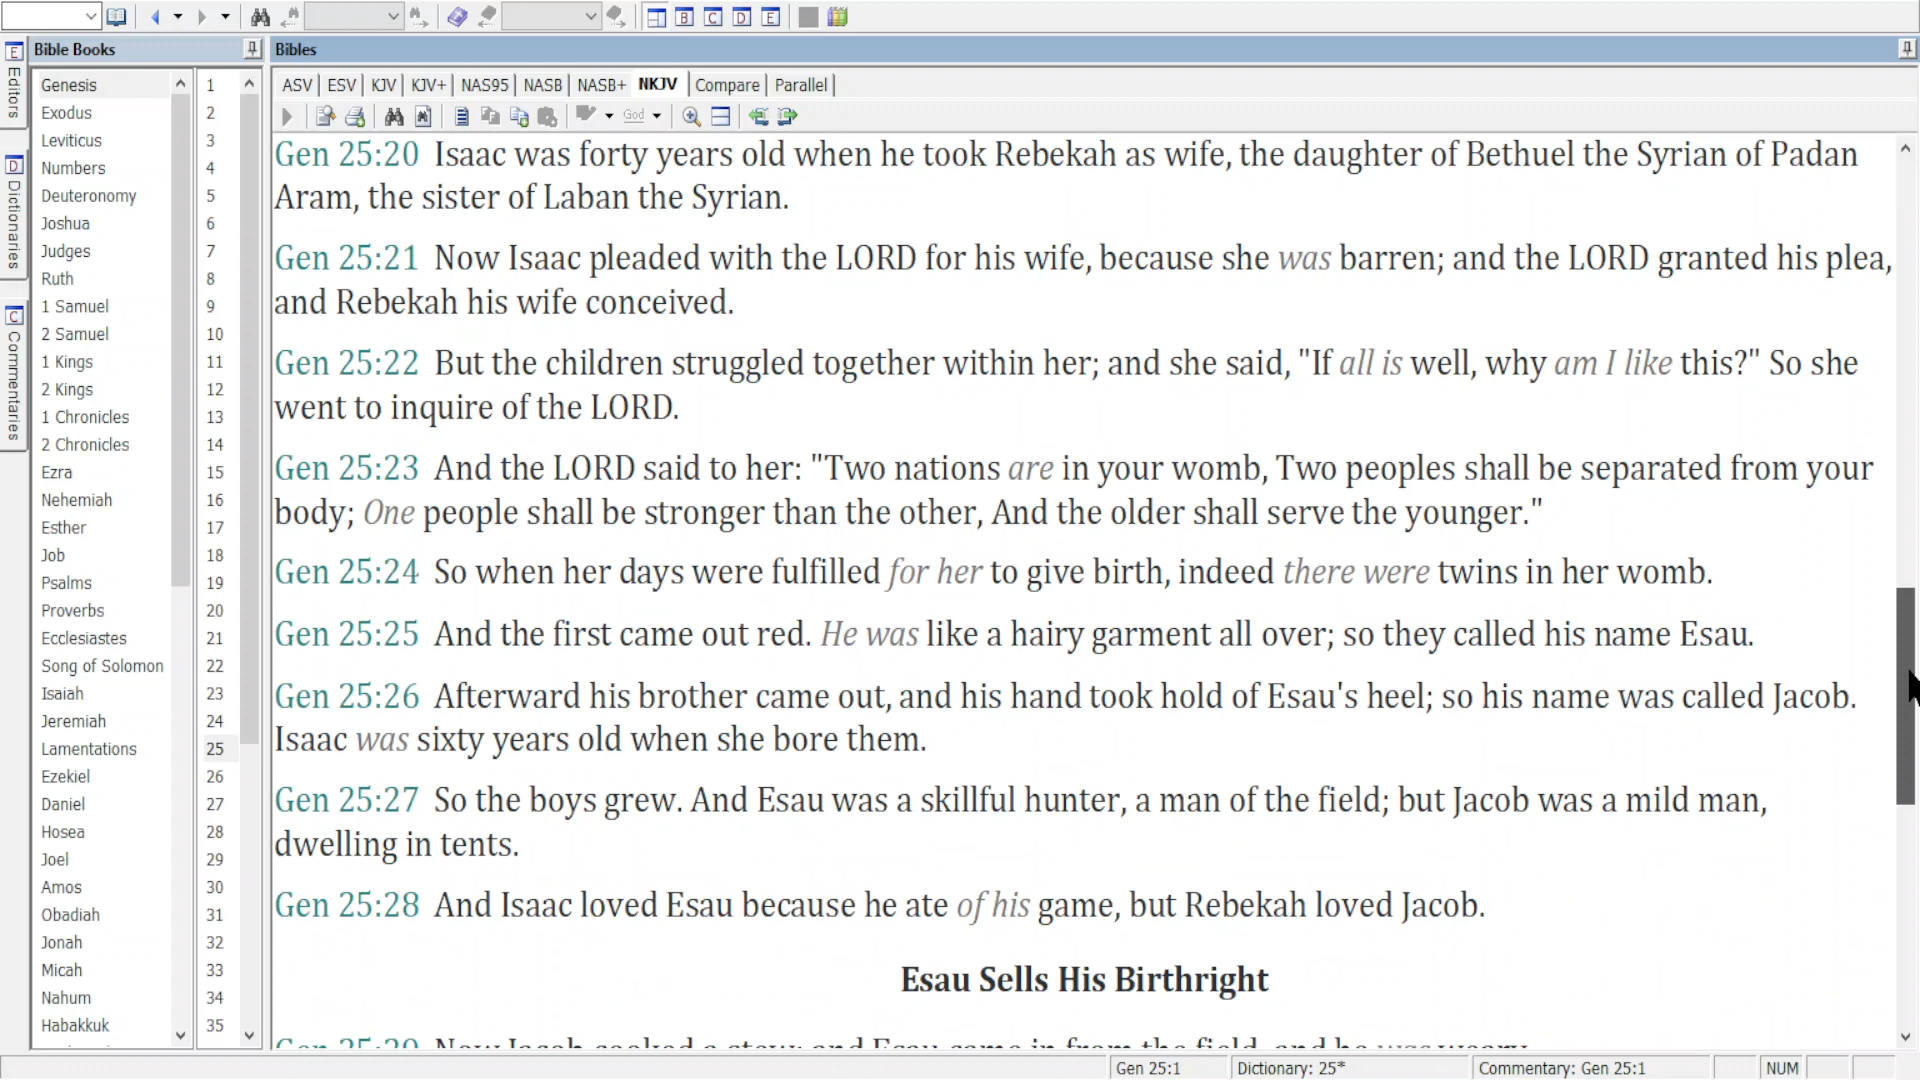 Bible Books
Bibles
Editors
Dictionaries
Commentaries
Genesis
Exodus
Leviticus
Numbers
Deuteronomy
Joshua
Judges
Ruth
1 Samuel
2 Samuel
1 Kings
2 Kings
1 Chronicles
2 Chronicles
Ezra
Nehemiah
Esther
Job
Psalms
Proverbs
Ecclesiastes
Song of Solomon
Isaiah
Jeremiah
Lamentations
Ezekiel
Daniel
Hosea
Joel
Amos
Obadiah
Jonah
Micah
Nahum
Habakkuk
1
2
3
4
5
6
7
8
9
10
11
12
13
14
15
16
17
18
19
20
21
22
23
24
25
26
27
28
29
30
31
32
33
34
35
ASV ESV KJV KJV+ NAS95 NASB NASB+ NKJV Compare Parallel
God
Gen 25:20 Isaac was forty years old when he took Rebekah as wife, the daughter of Bethuel the Syrian of Padan
Aram, the sister of Laban the Syrian.
Gen 25:21 Now Isaac pleaded with the LORD for his wife, because she was barren; and the LORD granted his plea,
and Rebekah his wife conceived.
Gen 25:22 But the children struggled together within her; and she said, "If all is well, why am I like this?" So she
went to inquire of the LORD.
Gen 25:23 And the LORD said to her: "Two nations are in your womb, Two peoples shall be separated from your
body; One people shall be stronger than the other, And the older shall serve the younger."
Gen 25:24 So when her days were fulfilled for her to give birth, indeed there were twins in her womb.
Gen 25:25 And the first came out red. He was like a hairy garment all over; so they called his name Esau.
Gen 25:26 Afterward his brother came out, and his hand took hold of Esau's heel; so his name was called Jacob.
Isaac was sixty years old when she bore them.
Gen 25:27 So the boys grew. And Esau was a skillful hunter, a man of the field; but Jacob was a mild man,
dwelling in tents.
Gen 25:28 And Isaac loved Esau because he ate of his game, but Rebekah loved Jacob.
Esau Sells His Birthright
Gen 25:29 Now Jacob cooked a stew; and Esau came in from the field, and he was weary.
Gen 25:1 Dictionary: 25* Commentary: Gen 25:1 NUM